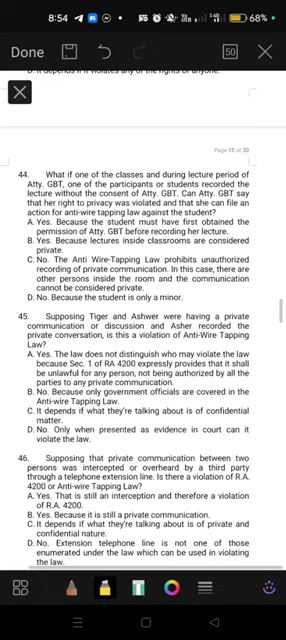 8:54
68%
Done
50
D. It depends if it violates any of the rights of anyone.
Page 10 of 20
44. What if one of the classes and during lecture period of
Atty. GBT, one of the participants or students recorded the
lecture without the consent of Atty. GBT. Can Atty. GBT say
that her right to privacy was violated and that she can file an
action for anti-wire tapping law against the student?
A. Yes. Because the student must have first obtained the
permission of Atty. GBT before recording her lecture.
B. Yes. Because lectures inside classrooms are considered
private.
C. No. The Anti Wire-Tapping Law prohibits unauthorized
recording of private communication. In this case, there are
other persons inside the room and the communication
cannot be considered private.
D. No. Because the student is only a minor.
45. Supposing Tiger and Ashwer were having a private
communication or discussion and Asher recorded the
private conversation, is this a violation of Anti-Wire Tapping
Law?
A. Yes. The law does not distinguish who may violate the law
because Sec. 1 of RA 4200 expressly provides that it shall
be unlawful for any person, not being authorized by all the
parties to any private communication.
B. No. Because only government officials are covered in the
Anti-wire Tapping Law.
C. It depends if what they're talking about is of confidential
matter.
D. No. Only when presented as evidence in court can it
violate the law.
46. Supposing that private communication between two
persons was intercepted or overheard by a third party
through a telephone extension line. Is there a violation of R.A.
4200 or Anti-wire Tapping Law?
A. Yes. That is still an interception and therefore a violation
of R.A. 4200.
B. Yes. Because it is still a private communication.
C. It depends if what they're talking about is of private and
confidential nature.
D. No. Extension telephone line is not one of those
enumerated under the law which can be used in violating
the law.